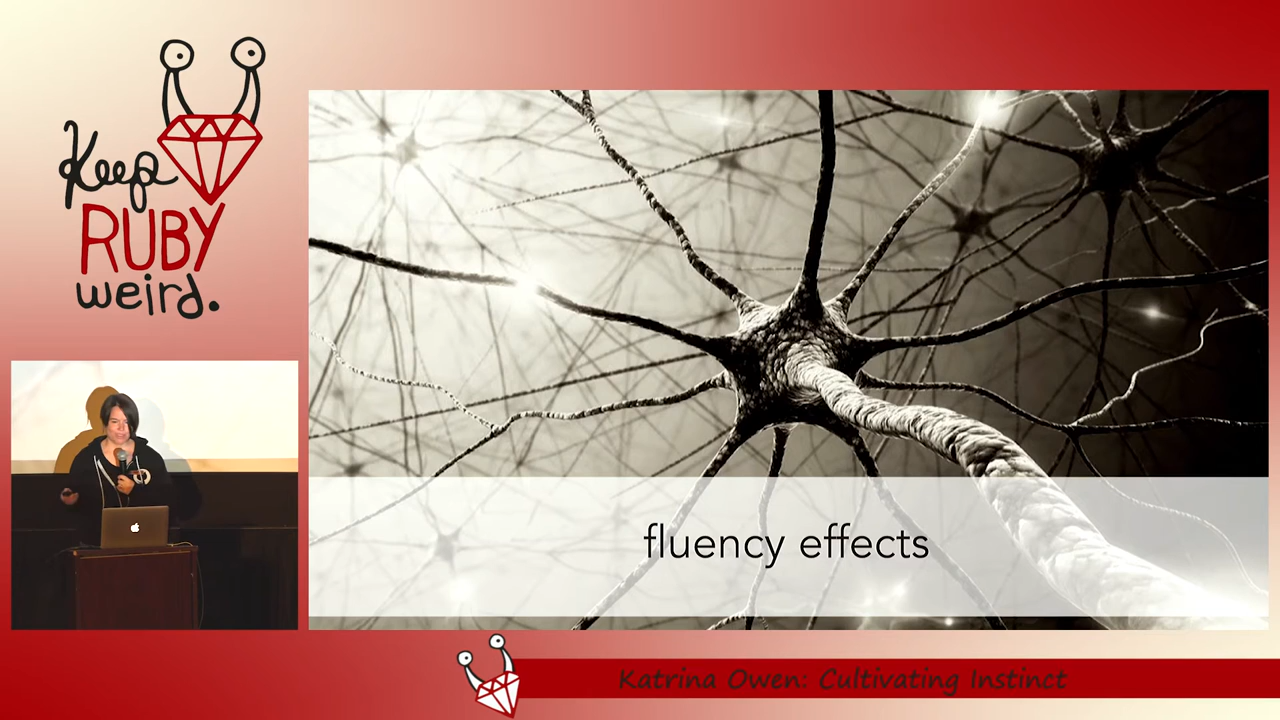 Keep
RUBY
weird.
fluency effects
Katrina Owen: Cultivating Instinct